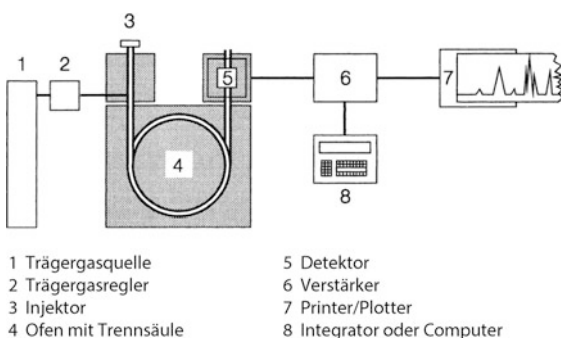 3
1
2
5
6
7
4
8
1 Trägergasquelle
2 Trägergasregler
3 Injektor
4 Ofen mit Trennsäule
5 Detektor
6 Verstärker
7 Printer/Plotter
8 Integrator oder Computer